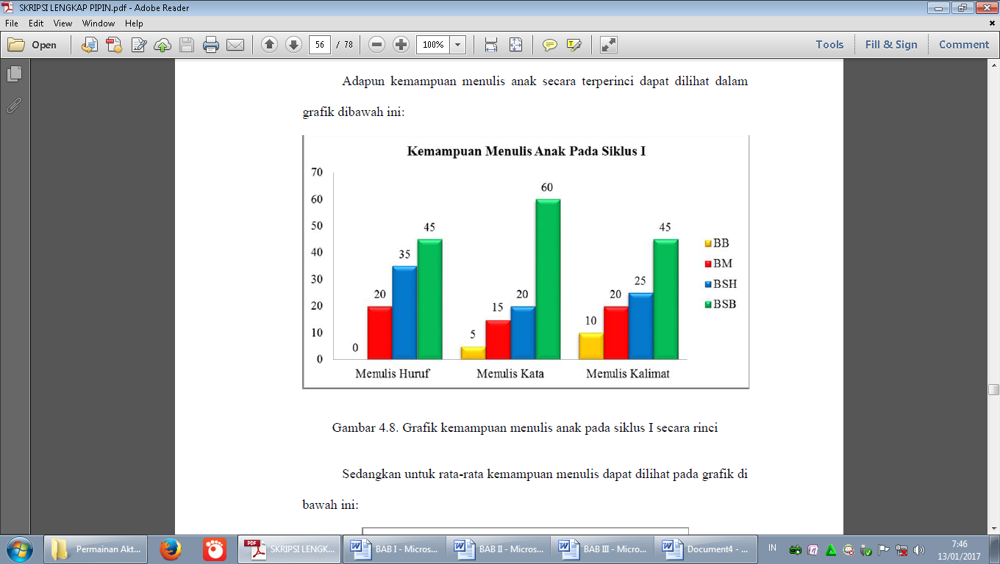 SKRIPSI LENGKAP PIPIN.pdf - Adobe Reader
File Edit View Window Help
Open 56 / 78 100% Tools Fill & Sign Comment
Adapun kemampuan menulis anak secara terperinci dapat dilihat dalam
grafik dibawah ini:
Kemampuan Menulis Anak Pada Siklus I
70
60
50
40
30
20
10
0
0 20 35 45
5 15 20 60
10 20 25 45
Menulis Huruf Menulis Kata Menulis Kalimat
BB
BM
BSH
BSB
Gambar 4.8. Grafik kemampuan menulis anak pada siklus I secara rinci
Sedangkan untuk rata-rata kemampuan menulis dapat dilihat pada grafik di
bawah ini:
Permainan Akt... PDF SKRIPSI LENGK... BAB I - Micros... BAB II - Micros... BAB III - Micro... Document4 - ... IN 7:46
13/01/2017